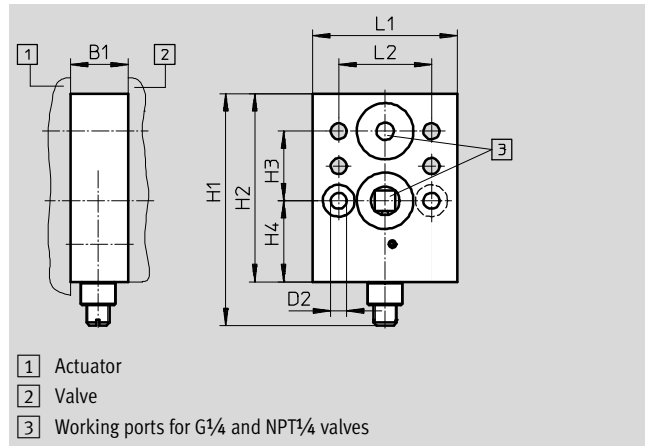 L1
1 B1 2 L2
3
H1 H2 H3
H4
D2
1 Actuator
2 Valve
3 Working ports for G¼ and NPT¼ valves